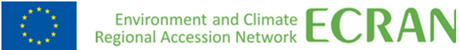 Environment and Climate
Regional Accession Network
ECRAN